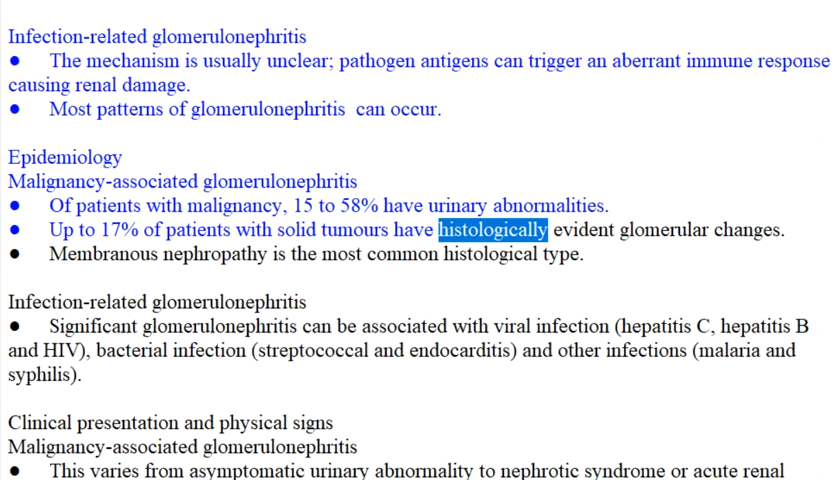 Infection-related glomerulonephritis
● The mechanism is usually unclear; pathogen antigens can trigger an aberrant immune response
causing renal damage.
● Most patterns of glomerulonephritis can occur.
Epidemiology
Malignancy-associated glomerulonephritis
● Of patients with malignancy, 15 to 58% have urinary abnormalities.
● Up to 17% of patients with solid tumours have histologically evident glomerular changes.
● Membranous nephropathy is the most common histological type.
Infection-related glomerulonephritis
● Significant glomerulonephritis can be associated with viral infection (hepatitis C, hepatitis B
and HIV), bacterial infection (streptococcal and endocarditis) and other infections (malaria and
syphilis).
Clinical presentation and physical signs
Malignancy-associated glomerulonephritis
● This varies from asymptomatic urinary abnormality to nephrotic syndrome or acute renal